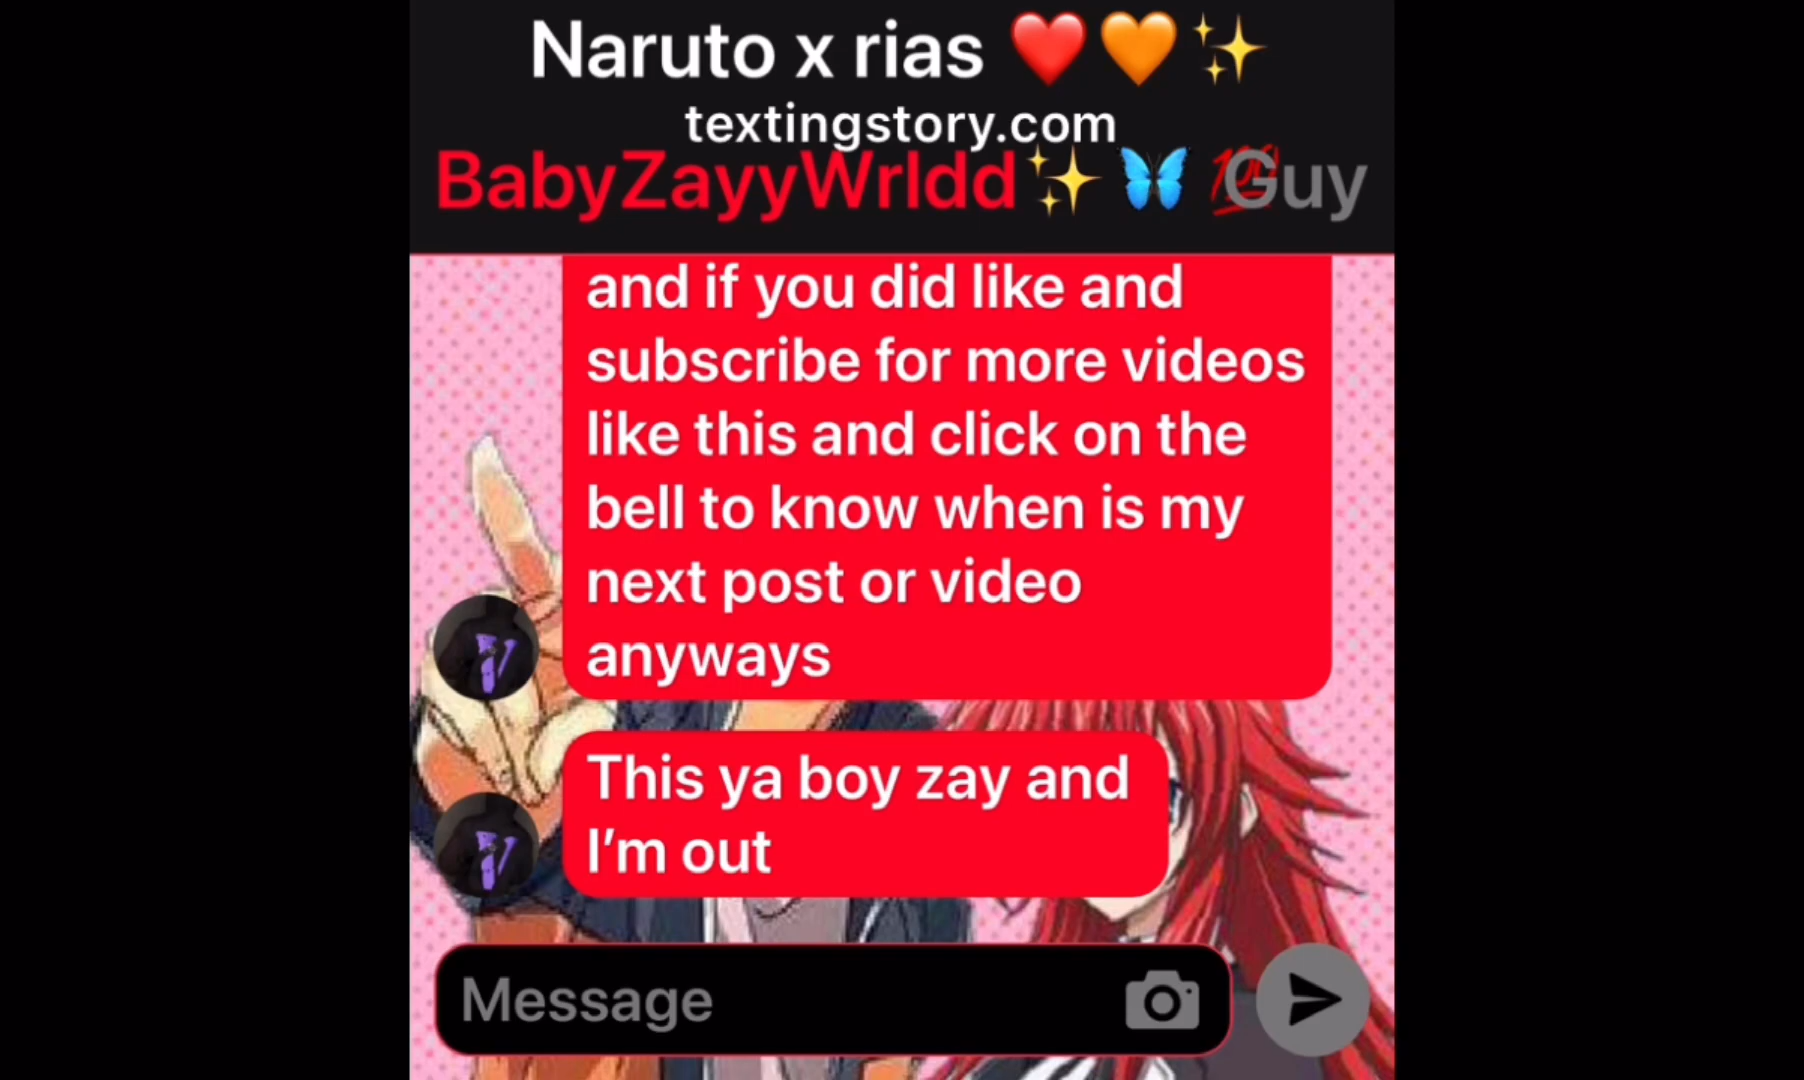 Naruto x rias ❤️🧡✨
textingstory.com
BabyZayyWrldd✨🦋💯 Guy
and if you did like and
subscribe for more videos
like this and click on the
bell to know when is my
next post or video
anyways
This ya boy zay and
I’m out
Message